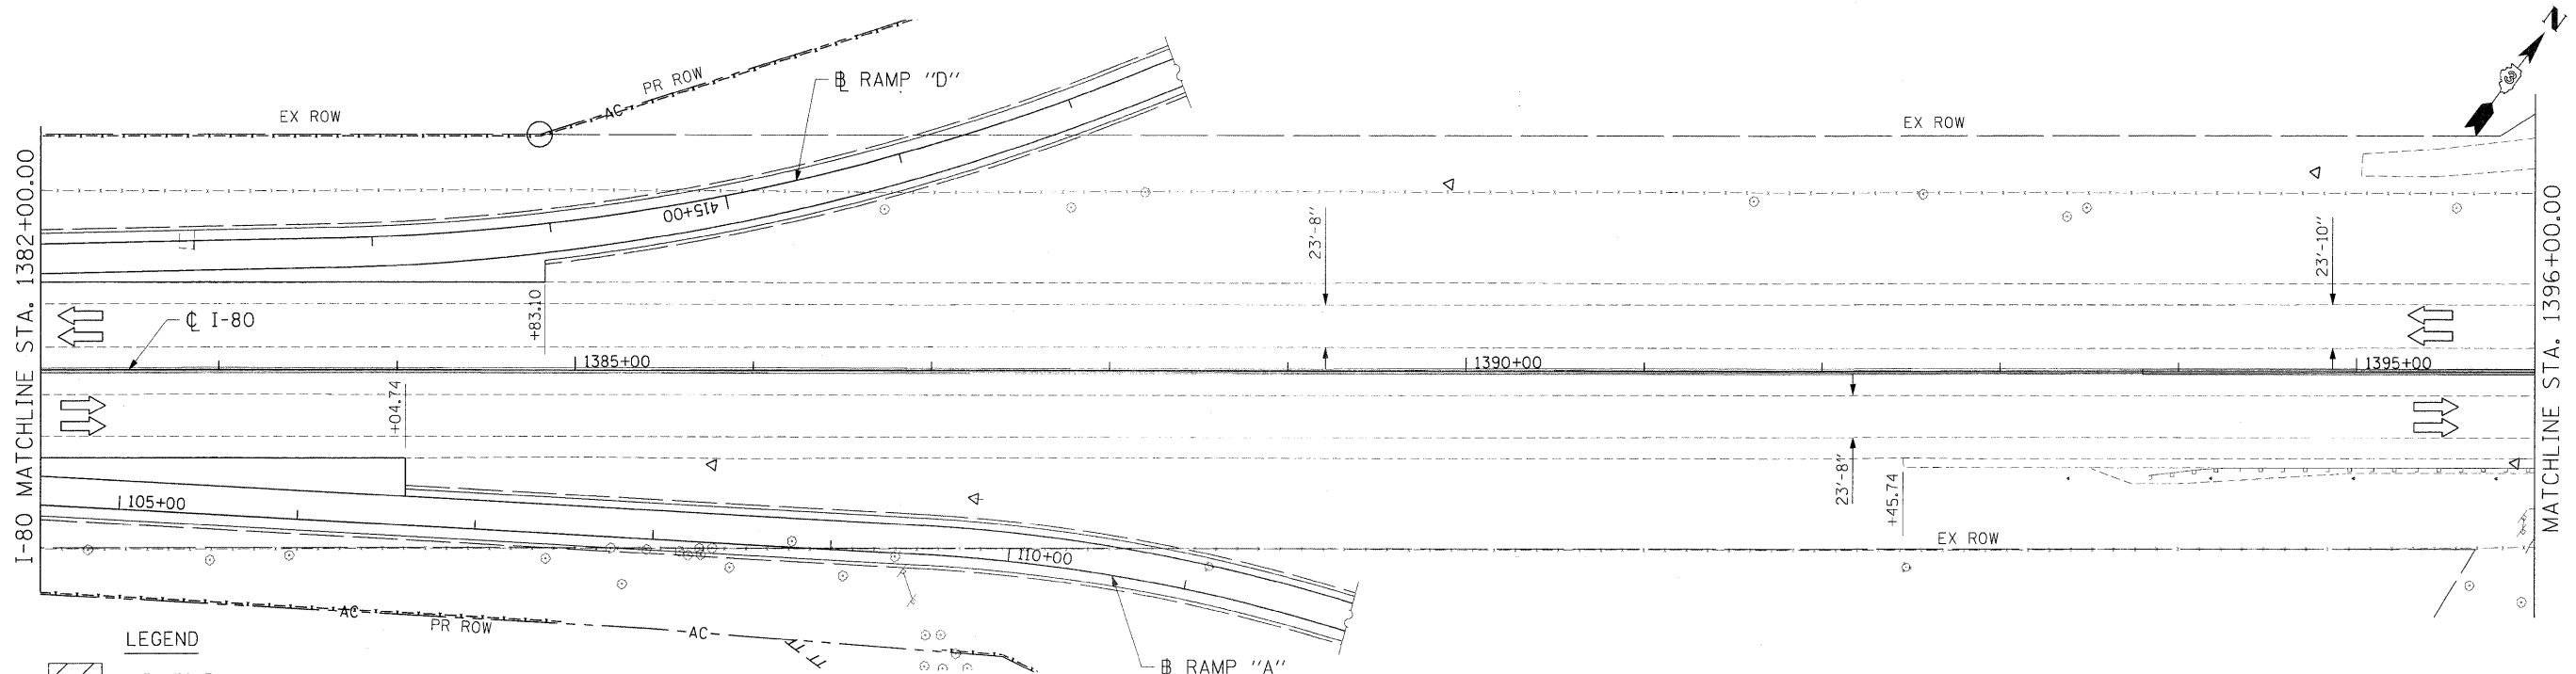 N
PR ROW
AC
℄ RAMP "D"
EX ROW
EX ROW
I-80 MATCHLINE STA. 1382+00.00
MATCHLINE STA. 1396+00.00
415+00
23'-8"
23'-10"
+83.10
℄ I-80
1385+00
1390+00
1395+00
+04.74
23'-8"
+45.74
105+00
110+00
EX ROW
AC
PR ROW
AC
LEGEND
RAMP "A"